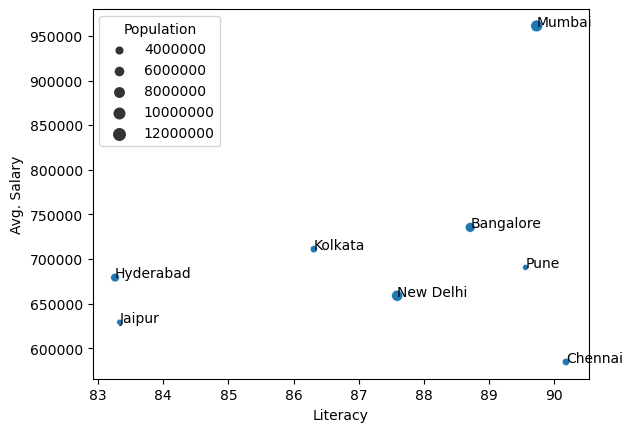 Population
4000000
6000000
8000000
10000000
12000000
950000
900000
850000
800000
750000
700000
650000
600000
Avg. Salary
Mumbai
Bangalore
Kolkata
Pune
Hyderabad
New Delhi
Jaipur
Chennai
83 84 85 86 87 88 89 90
Literacy